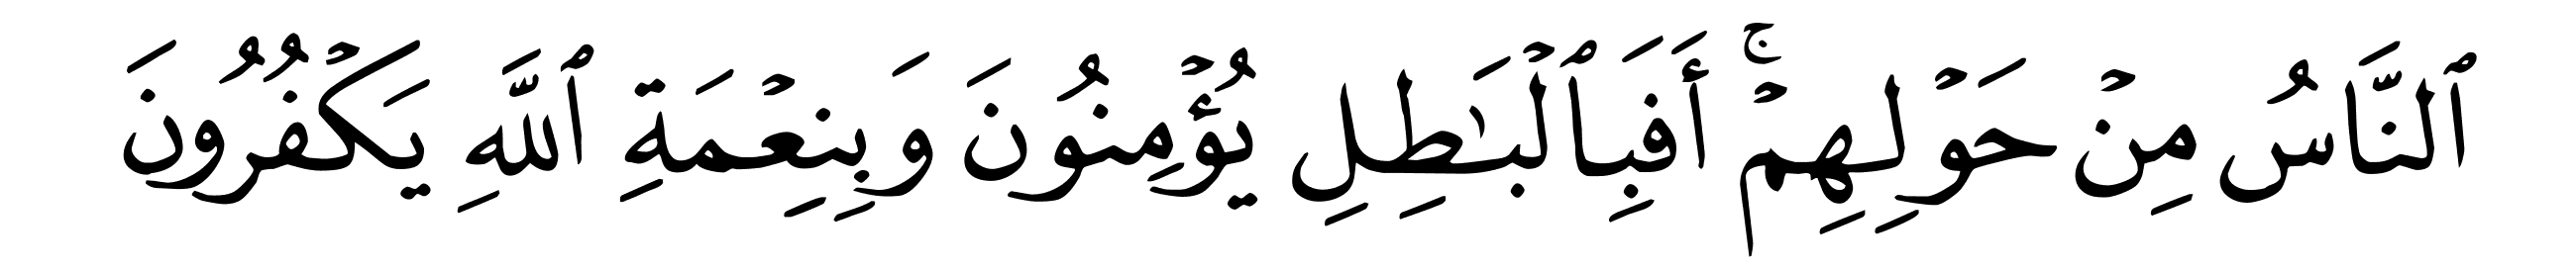 ٱلنَّاسُ مِنْ حَوْلِهِمْ ۚ أَفَبِٱلْبَـٰطِلِ يُؤْمِنُونَ وَبِنِعْمَةِ ٱللَّهِ يَكْفُرُونَ